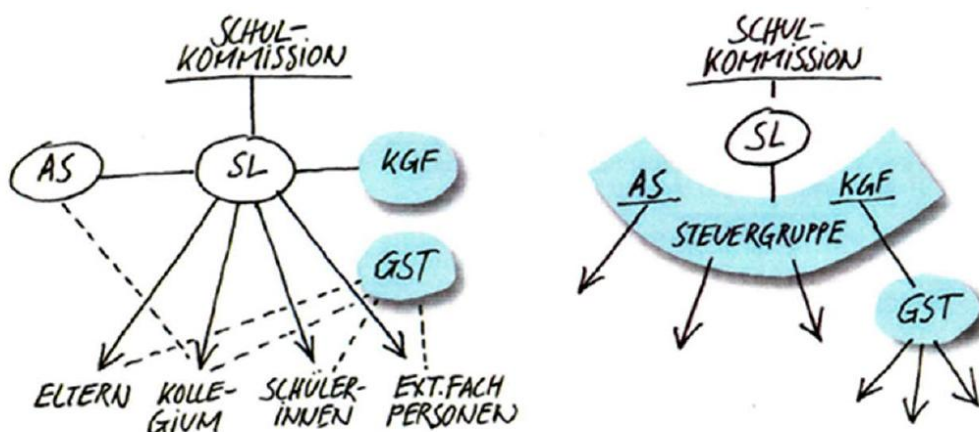 SCHUL-
KOMMISSION
AS
SL
KGF
GST
ELTERN
KOLLE-
GIUM
SCHÜLER-
INNEN
EXT.FACH
PERSONEN
SCHUL-
KOMMISSION
SL
AS
KGF
STEUERGRUPPE
GST